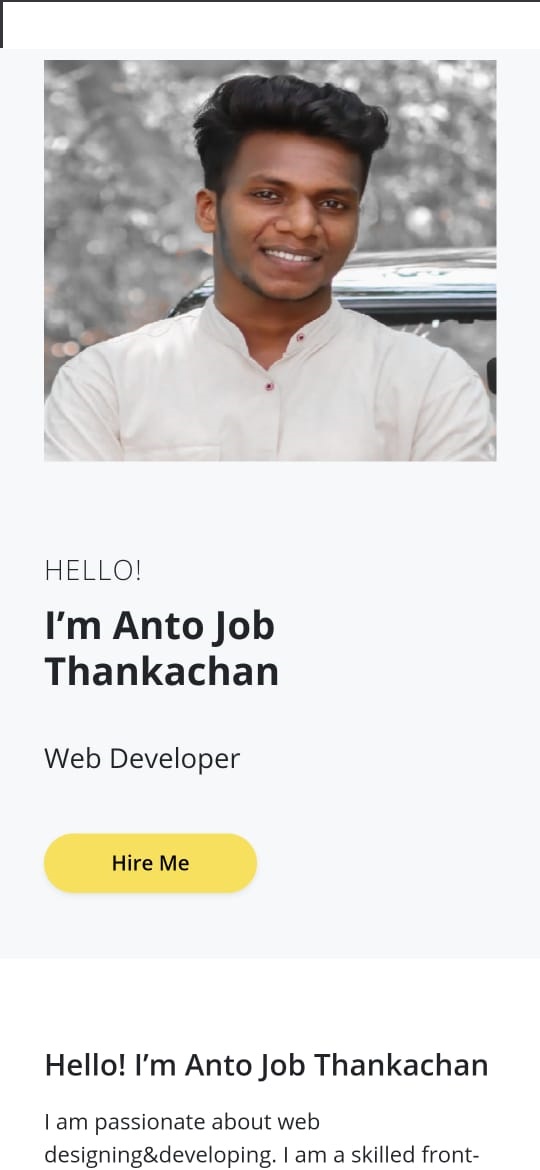 HELLO!
I’m Anto Job
Thankachan
Web Developer
Hire Me
Hello! I’m Anto Job Thankachan
I am passionate about web
designing&developing. I am a skilled front-